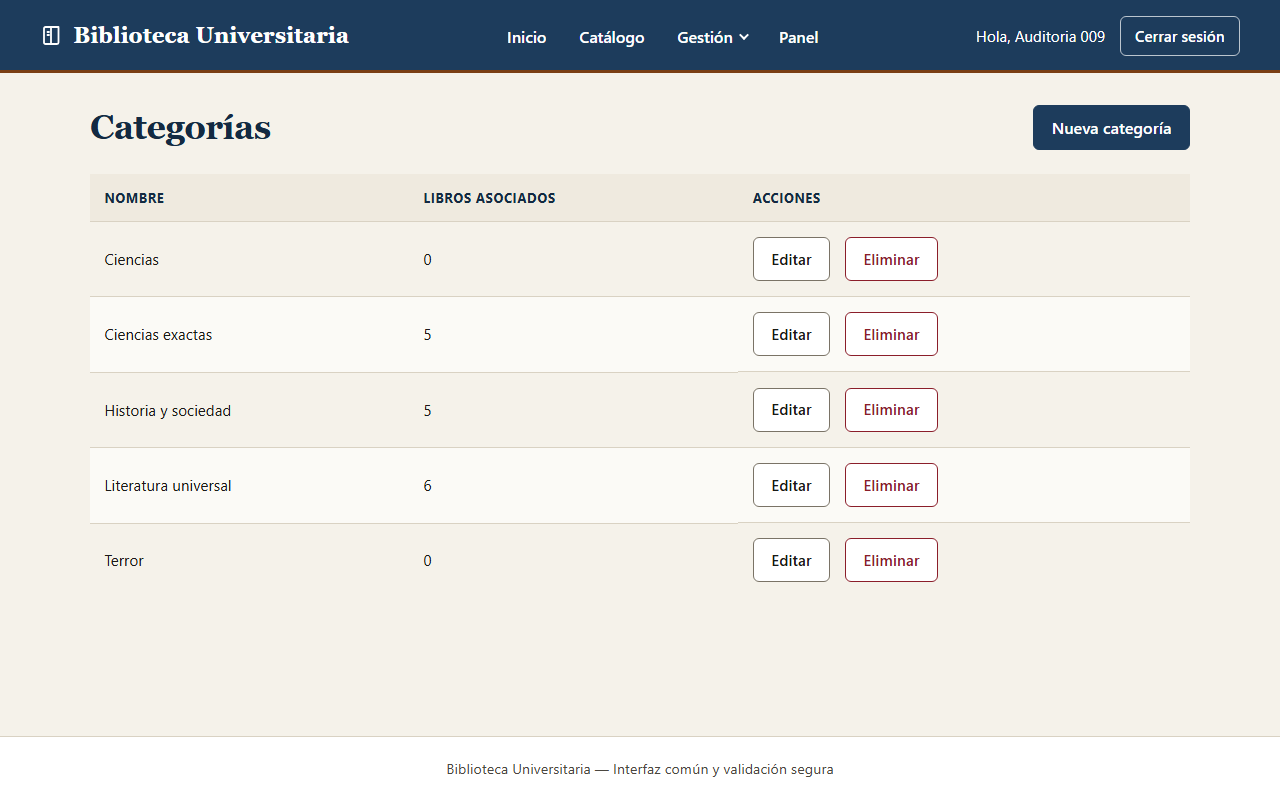 Biblioteca Universitaria Inicio Catálogo Gestión Panel Hola, Auditoria 009 Cerrar sesión
Categorías Nueva categoría
NOMBRE LIBROS ASOCIADOS ACCIONES
Ciencias 0 Editar Eliminar
Ciencias exactas 5 Editar Eliminar
Historia y sociedad 5 Editar Eliminar
Literatura universal 6 Editar Eliminar
Terror 0 Editar Eliminar
Biblioteca Universitaria — Interfaz común y validación segura